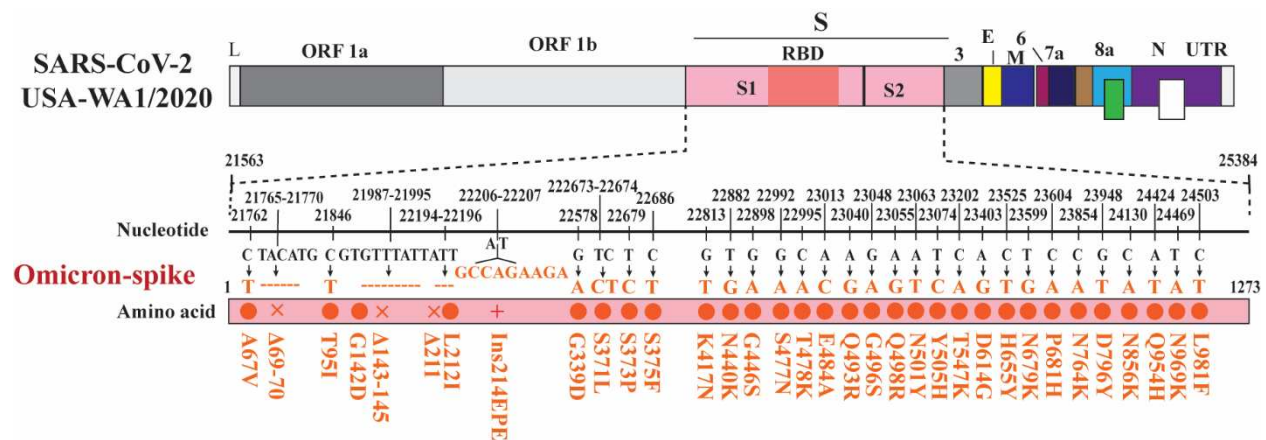 S
L ORF 1a ORF 1b RBD 3 E 6 M 7a 8a N UTR
SARS-CoV-2
USA-WA1/2020
S1 S2
21563 25384
21765-21770 21987-21995 22206-22207 222673-22674 22686 22882 22992 23013 23048 23063 23202 23525 23604 23948 24424 24503
21762 21846 22194-22196 22578 22679 22813 22898 22995 23040 23055 23074 23403 23599 23854 24130 24469
Nucleotide
C TACATG C GTGTTTATTATT AT G TC T C G T G G C A A G A A T C A C T C C G C A T C
GCCAGAAGA
Omicron-spike
T ------ T --------- -- A CT C T T G A A C G A G T C A G T G A A T A T A T
1 1273
Amino acid
× × × +
A67V Δ69-70 T95I G142D Δ143-145 Δ211 L212I Ins214EPE G339D S371L S373P S375F K417N N440K G446S S477N T478K E484A Q493R G496S Q498R N501Y Y505H T547K D614G H655Y N679K P681H N764K D796Y N856K Q954H N969K L981F